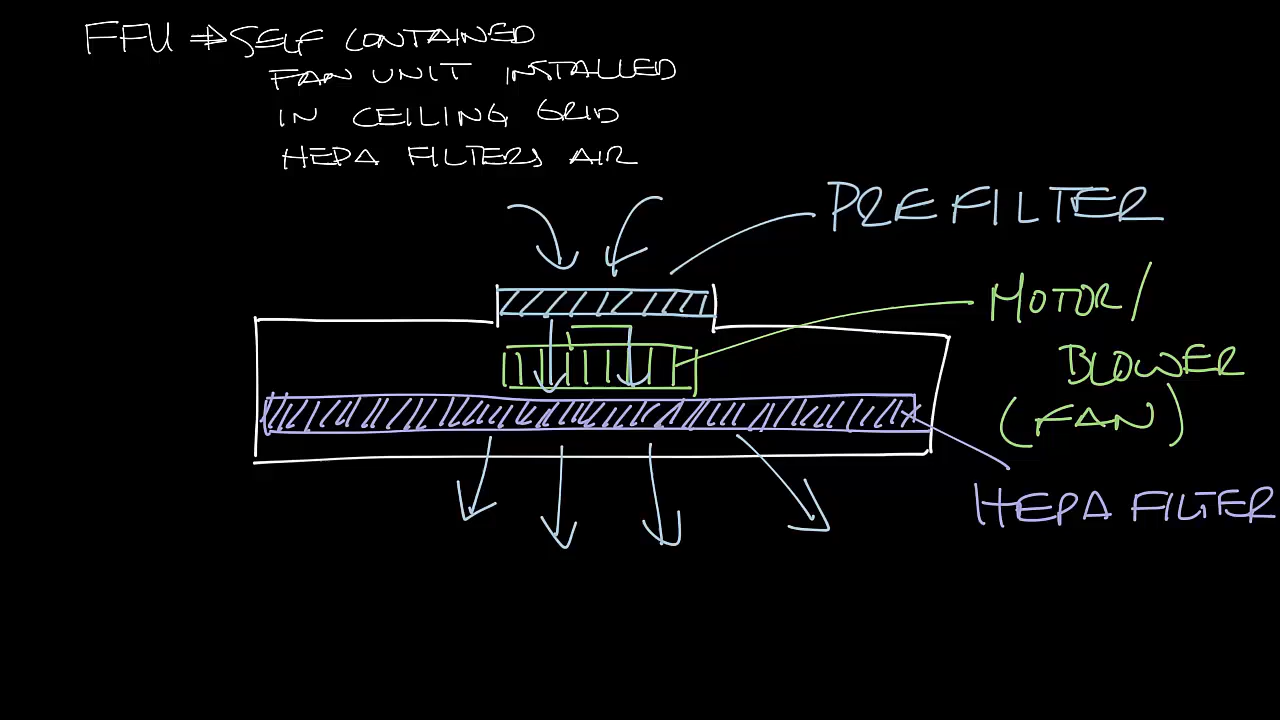 FFU ⇒ SELF CONTAINED
FAN UNIT INSTALLED
IN CEILING GRID
HEPA FILTERS AIR
PREFILTER
MOTOR/
BLOWER
(FAN)
HEPA FILTER